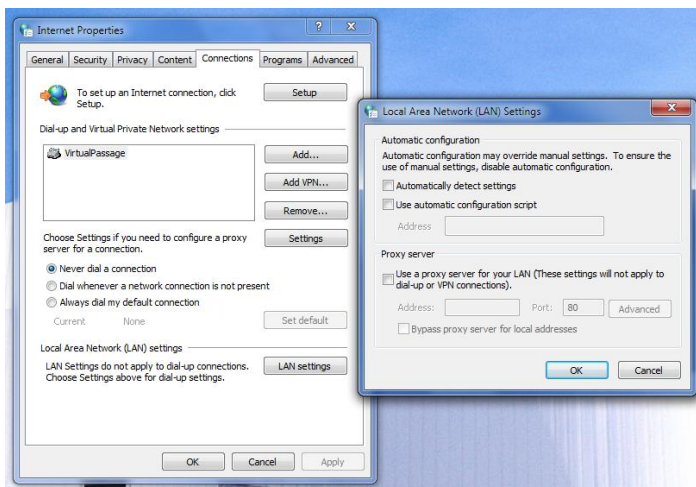 Internet Properties
General Security Privacy Content Connections Programs Advanced
To set up an Internet connection, click
Setup.
Setup
Dial-up and Virtual Private Network settings
VirtualPassage
Add...
Add VPN...
Remove...
Choose Settings if you need to configure a proxy
server for a connection.
Settings
Never dial a connection
Dial whenever a network connection is not present
Always dial my default connection
Current None
Set default
Local Area Network (LAN) settings
LAN Settings do not apply to dial-up connections.
Choose Settings above for dial-up settings.
LAN settings
OK Cancel Apply
Local Area Network (LAN) Settings
Automatic configuration
Automatic configuration may override manual settings. To ensure the
use of manual settings, disable automatic configuration.
Automatically detect settings
Use automatic configuration script
Address
Proxy server
Use a proxy server for your LAN (These settings will not apply to
dial-up or VPN connections).
Address: Port: 80 Advanced
Bypass proxy server for local addresses
OK Cancel